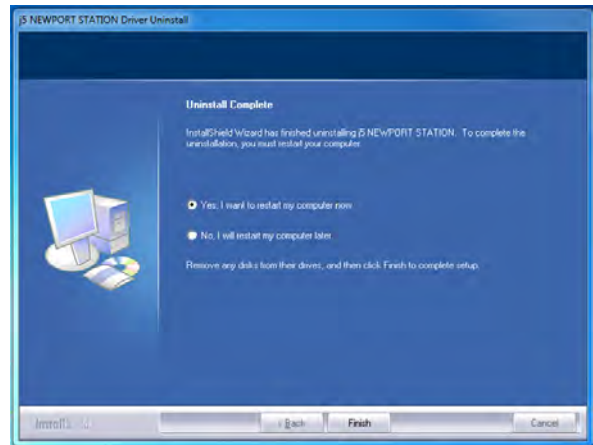 j5 NEWPORT STATION Driver Uninstall
Uninstall Complete
InstallShield Wizard has finished uninstalling j5 NEWPORT STATION. To complete the
uninstallation, you must restart your computer.
Yes, I want to restart my computer now.
No, I will restart my computer later.
Remove any disks from their drives, and then click Finish to complete setup.
InstallShield
< Back
Finish
Cancel